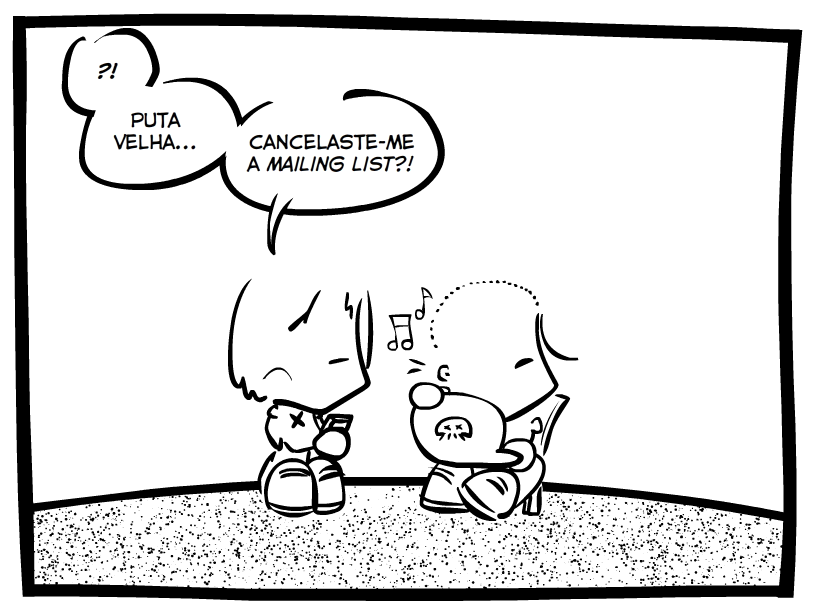 ?!
PUTA
VELHA...
CANCELASTE-ME
A MAILING LIST?!